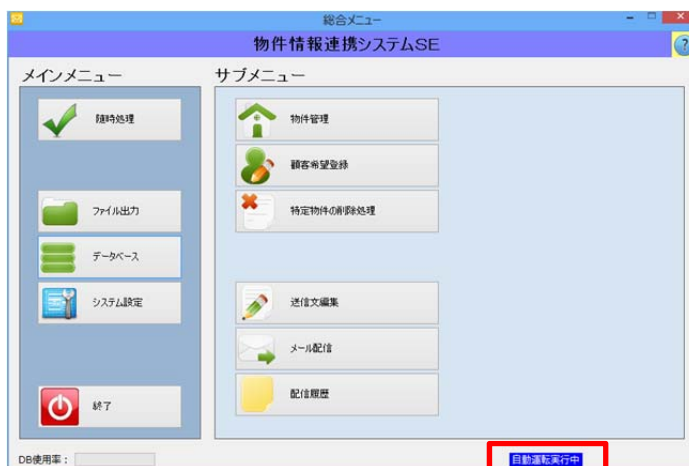 総合メニュー
物件情報連携システムSE
?
メインメニュー
随時処理
ファイル出力
データベース
システム設定
終了
サブメニュー
物件管理
顧客希望登録
特定物件の削除処理
送信文編集
メール配信
配信履歴
DB使用率：
自動運転実行中